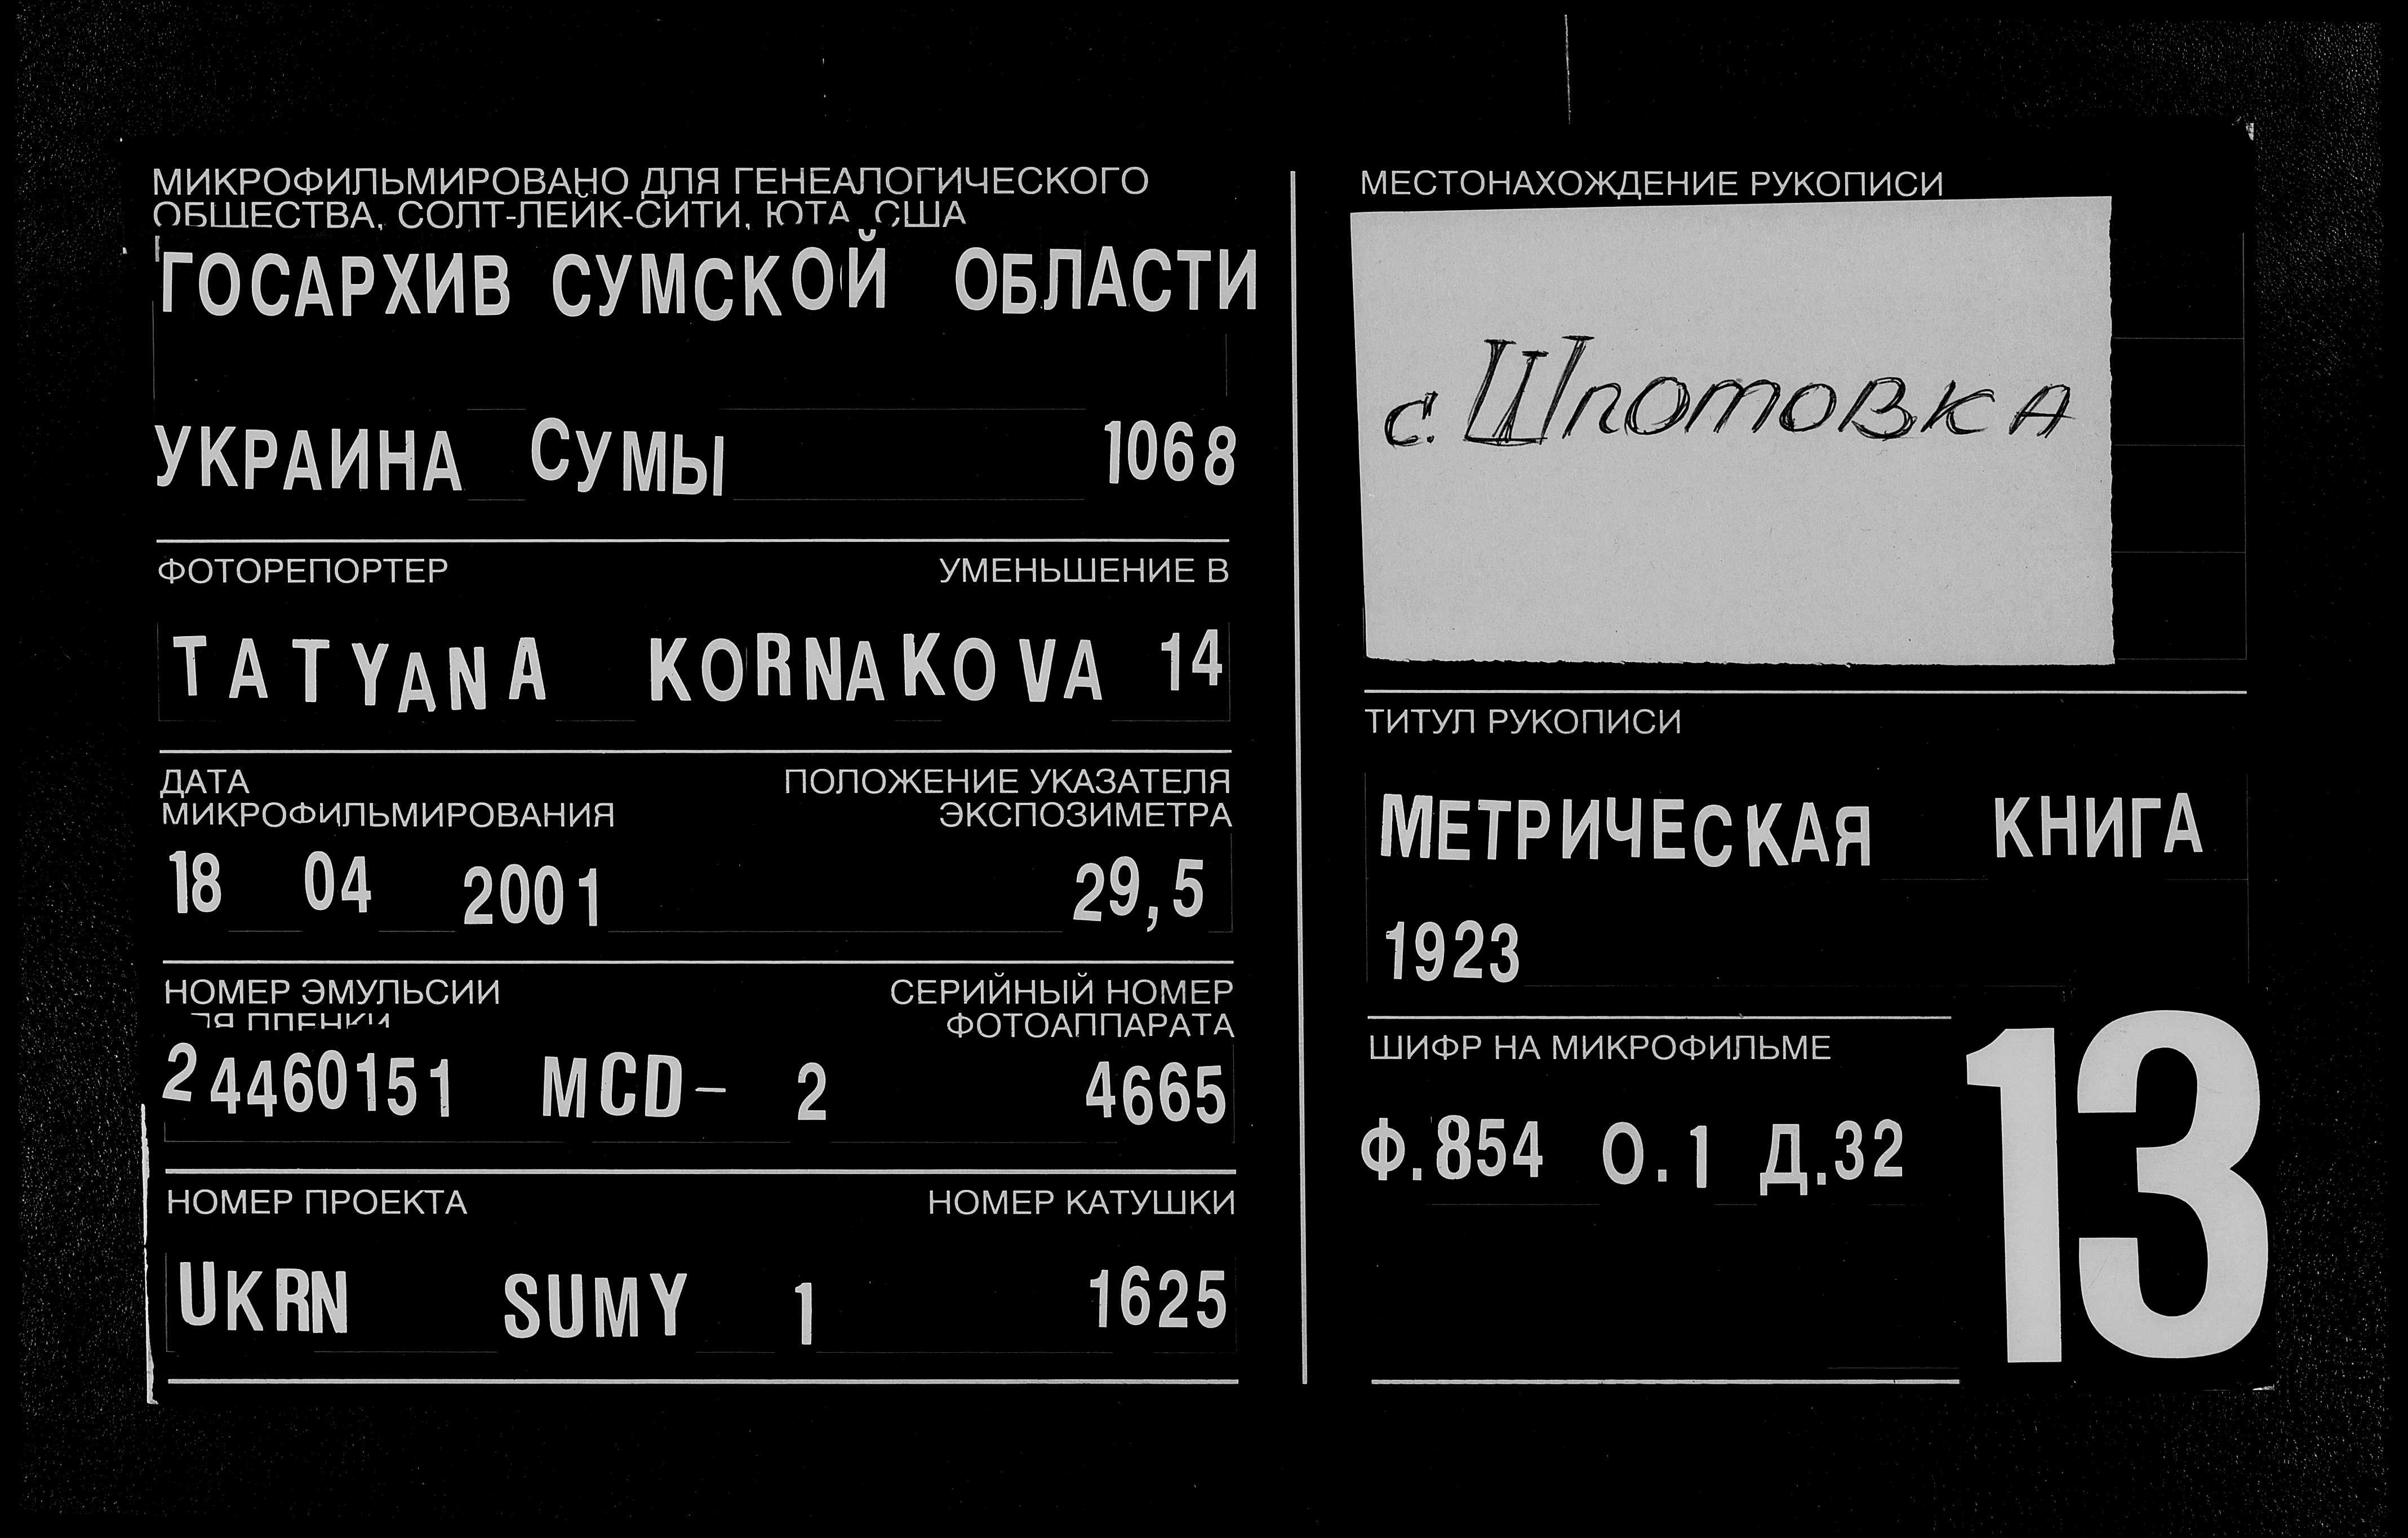 МИКРОФИЛЬМИРОВАНО ДЛЯ ГЕНЕАЛОГИЧЕСКОГО
ОБЩЕСТВА, СОЛТ-ЛЕЙК-СИТИ, ЮТА, США
ГОСАРХИВ СУМСКОЙ ОБЛАСТИ
УКРАИНА СУМЫ 1068
ФОТОРЕПОРТЕР УМЕНЬШЕНИЕ В
TATYANA KORNAKOVA 14
ДАТА ПОЛОЖЕНИЕ УКАЗАТЕЛЯ
МИКРОФИЛЬМИРОВАНИЯ ЭКСПОЗИМЕТРА
18 04 2001 29,5
НОМЕР ЭМУЛЬСИИ СЕРИЙНЫЙ НОМЕР
ДЛЯ ПЛЕНКИ ФОТОАППАРАТА
24460151 MCD- 2 4665
НОМЕР ПРОЕКТА НОМЕР КАТУШКИ
UKRN SUMY 1 1625
МЕСТОНАХОЖДЕНИЕ РУКОПИСИ
с. Шпотовка
ТИТУЛ РУКОПИСИ
МЕТРИЧЕСКАЯ КНИГА
1923
ШИФР НА МИКРОФИЛЬМЕ
Ф.854 О.1 Д.32
13